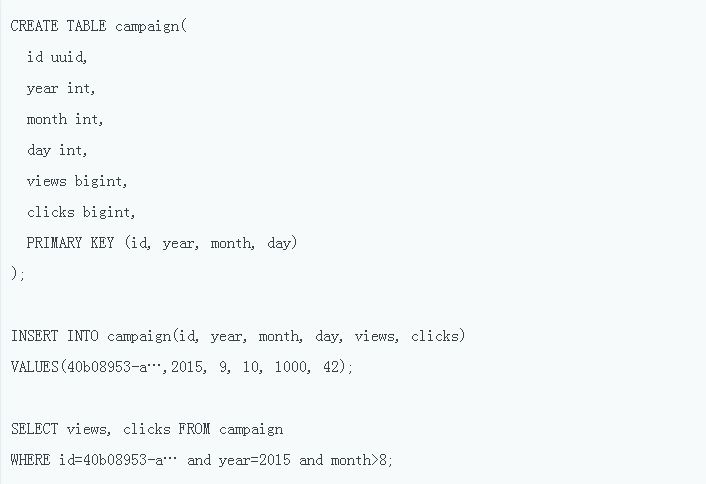 CREATE TABLE campaign(
id uuid,
year int,
month int,
day int,
views bigint,
clicks bigint,
PRIMARY KEY (id, year, month, day)
);
INSERT INTO campaign(id, year, month, day, views, clicks)
VALUES(40b08953-a…,2015, 9, 10, 1000, 42);
SELECT views, clicks FROM campaign
WHERE id=40b08953-a… and year=2015 and month>8;